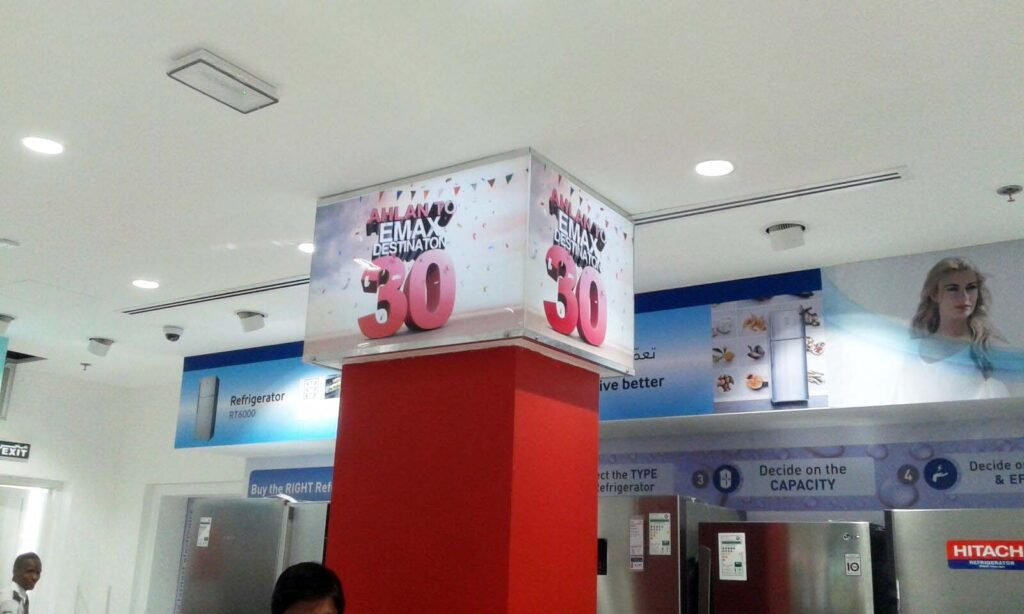 AHLAN TO
EMAX
DESTINATON
30
AHLAN TO
EMAX
DESTINATON
30
Refrigerator
RT6000
ive better
EXIT
Buy the RIGHT Ref
ect the TYPE
efrigerator
3
Decide on the
CAPACITY
4
Decide o
& EF
10
HITACH
REFRIGERATOR